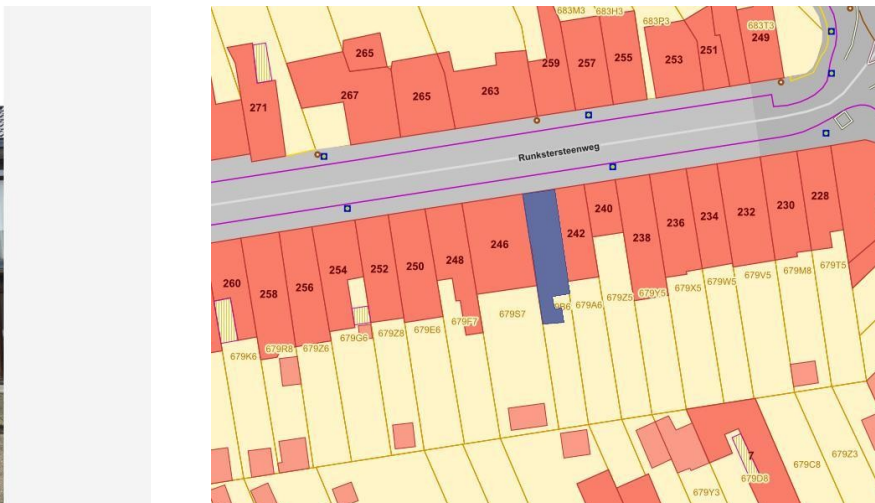 683M3
683H3
683P3
683T3
249
265
259
257
255
253
251
271
267
265
263
Runkstersteenweg
240
242
238
236
234
232
230
228
246
248
250
252
254
256
258
260
679K6
679R8
679Z6
679G6
679Z8
679E6
679F7
679S7
679A6
679Z5
679Y5
679X5
679W5
679V5
679M8
679T5
7
679D8
679C8
679Z3
679Y3